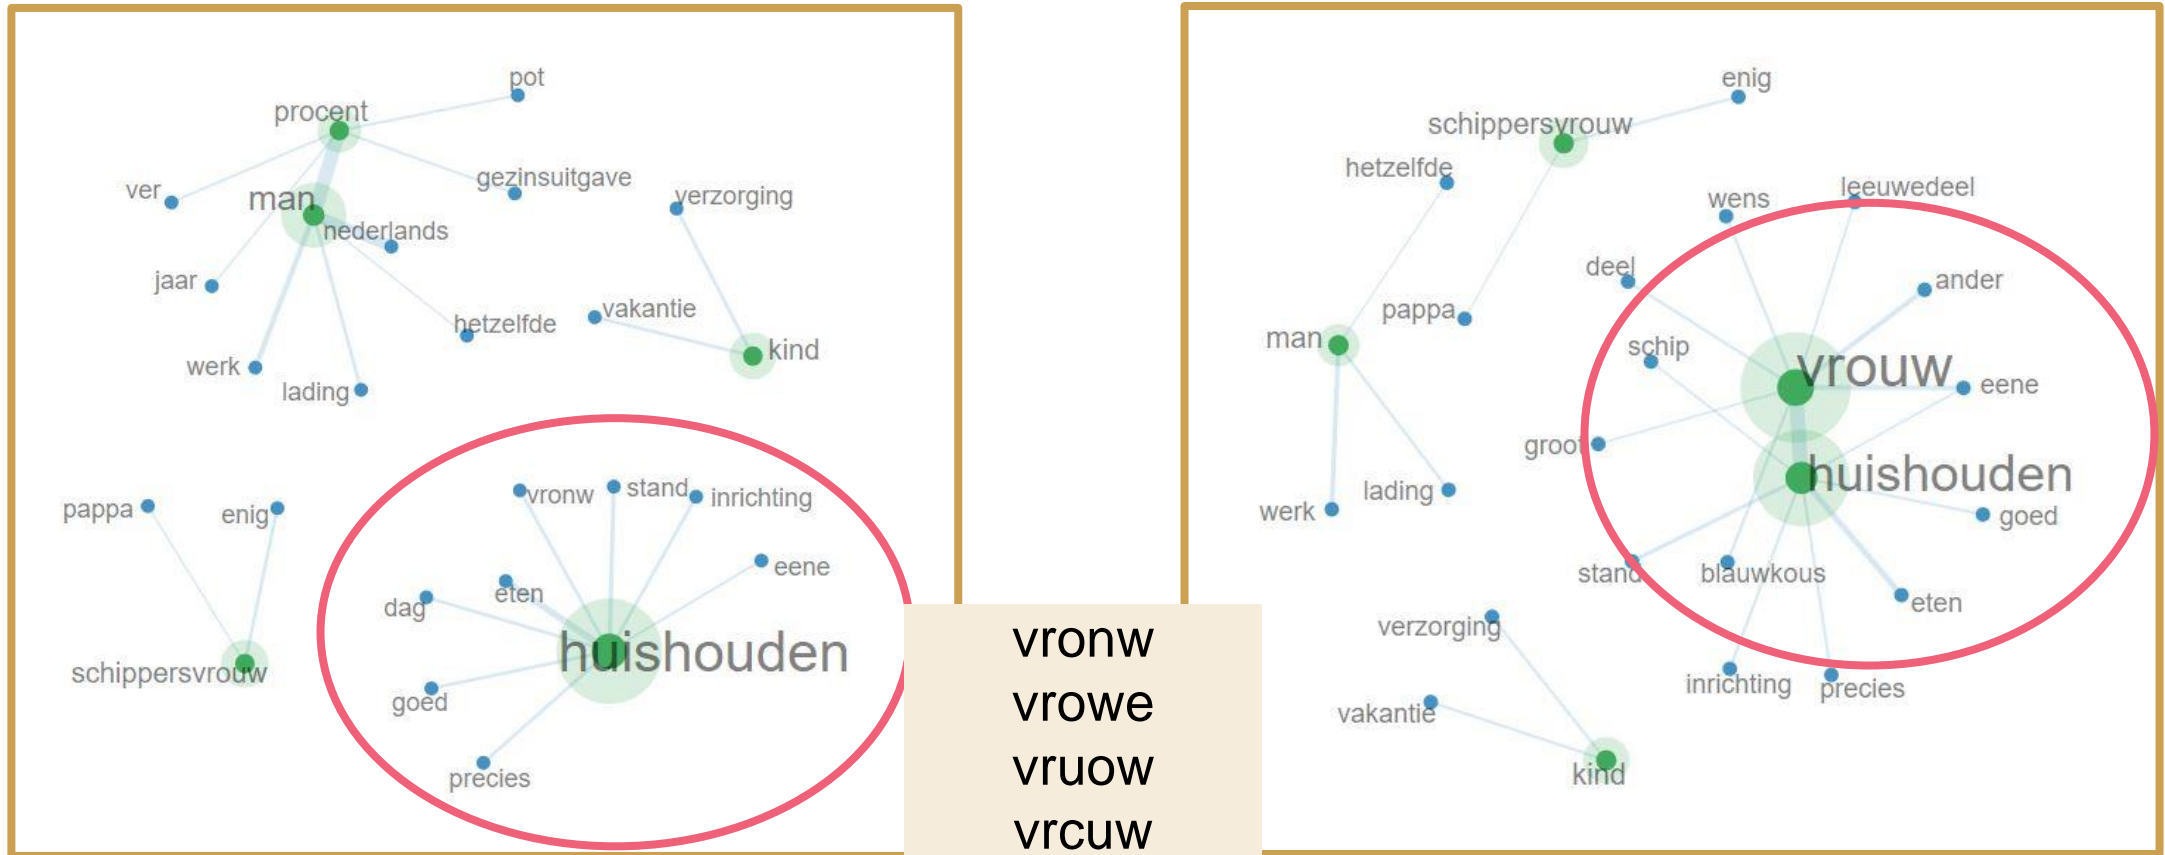 pot
procent
gezinsuitgave
ver
man
verzorging
nederlands
jaar
vakantie
hetzelfde
kind
werk
lading
pappa
enig
vronw
stand
inrichting
eene
eten
dag
huishouden
schippersvrouw
goed
precies
vronw
vrowe
vruow
vrcuw
enig
schippersvrouw
hetzelfde
leeuwedeel
wens
deel
ander
pappa
man
schip
vrouw
eene
groot
huishouden
lading
werk
goed
stand
blauwkous
eten
verzorging
inrichting
precies
vakantie
kind